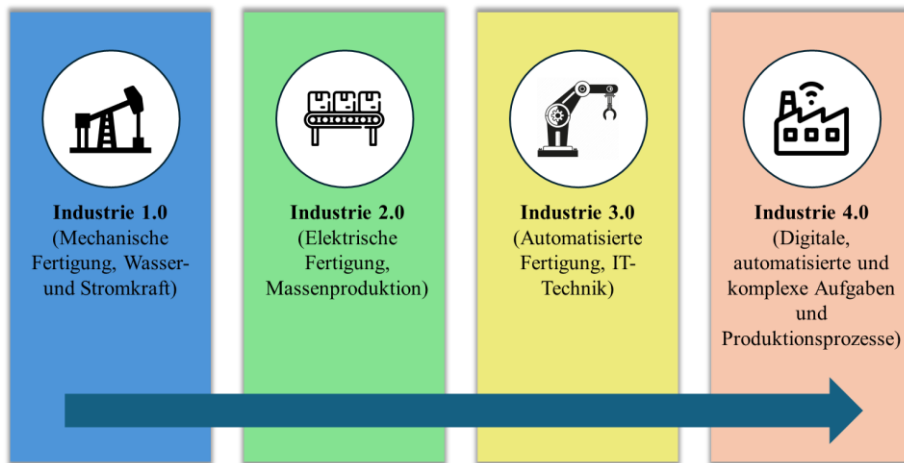 Industrie 1.0
(Mechanische
Fertigung, Wasser-
und Stromkraft)
Industrie 2.0
(Elektrische
Fertigung,
Massenproduktion)
Industrie 3.0
(Automatisierte
Fertigung, IT-
Technik)
Industrie 4.0
(Digitale,
automatisierte und
komplexe Aufgaben
und
Produktionsprozesse)